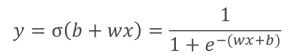 y = σ(b + wx) = 1 / (1 + e^{-(wx+b)})